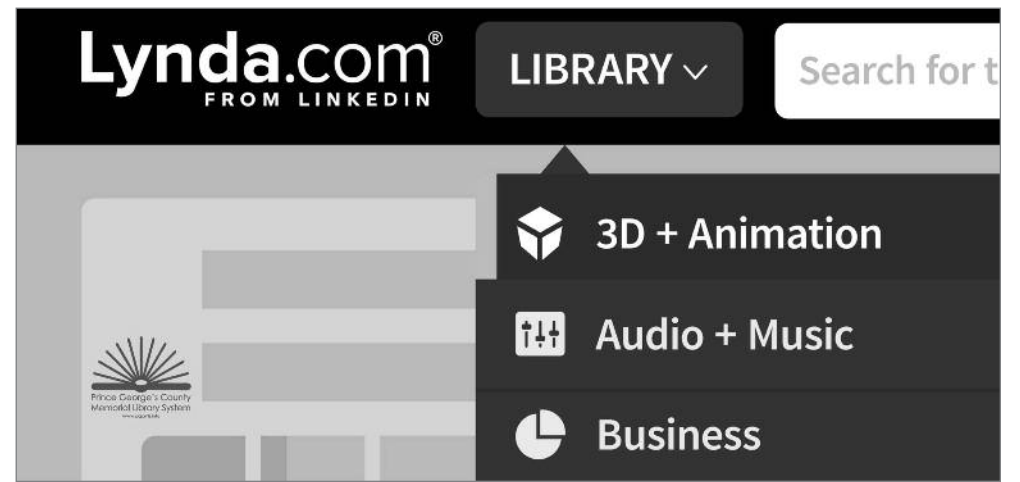 Lynda.com®
FROM LINKEDIN
LIBRARY
Search for t
3D + Animation
Audio + Music
Business
Prince George's County
Memorial Library System